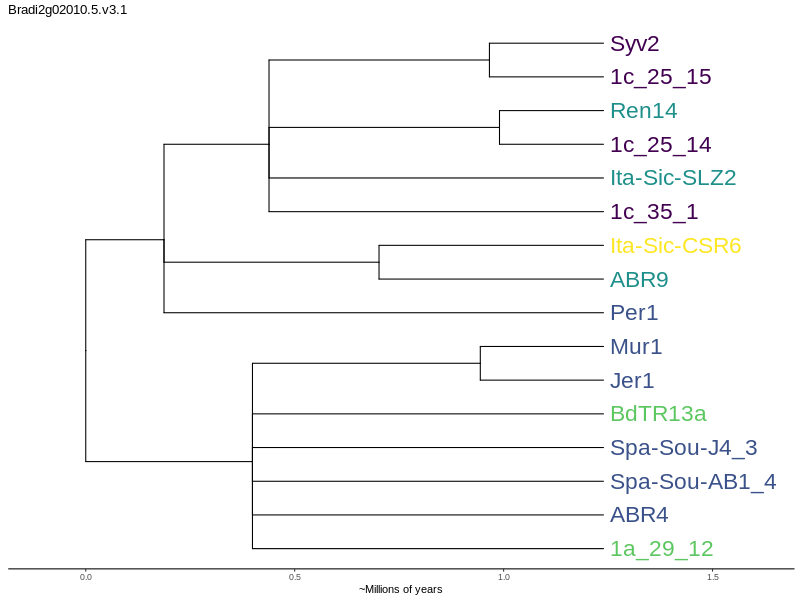 Bradi2g02010.5.v3.1
Syv2
1c_25_15
Ren14
1c_25_14
Ita-Sic-SLZ2
1c_35_1
Ita-Sic-CSR6
ABR9
Per1
Mur1
Jer1
BdTR13a
Spa-Sou-J4_3
Spa-Sou-AB1_4
ABR4
1a_29_12
0.0 0.5 1.0 1.5
~Millions of years